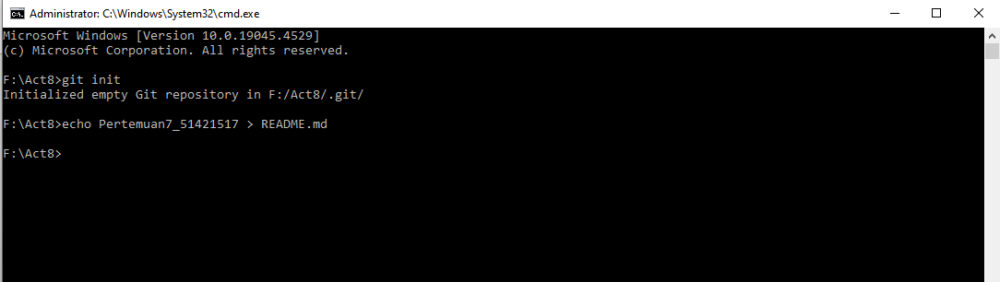 Administrator: C:\Windows\System32\cmd.exe
Microsoft Windows [Version 10.0.19045.4529]
(c) Microsoft Corporation. All rights reserved.
F:\Act8>git init
Initialized empty Git repository in F:/Act8/.git/
F:\Act8>echo Pertemuan7_51421517 > README.md
F:\Act8>